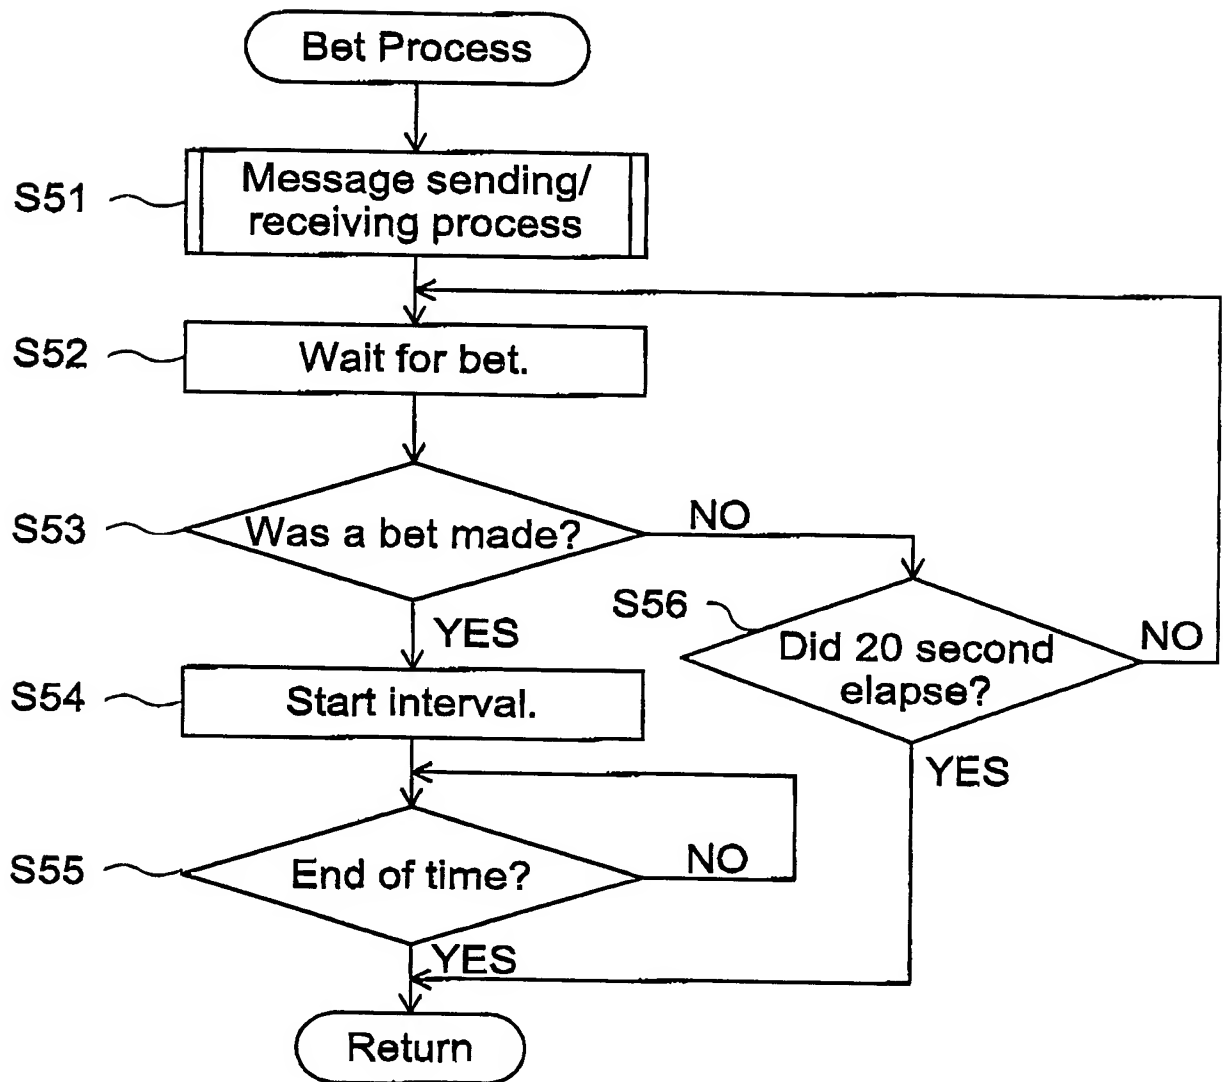 Bet Process
S51
Message sending/
receiving process
S52
Wait for bet.
S53
Was a bet made?
NO
YES
S56
Did 20 second
elapse?
NO
YES
S54
Start interval.
S55
End of time?
NO
YES
Return